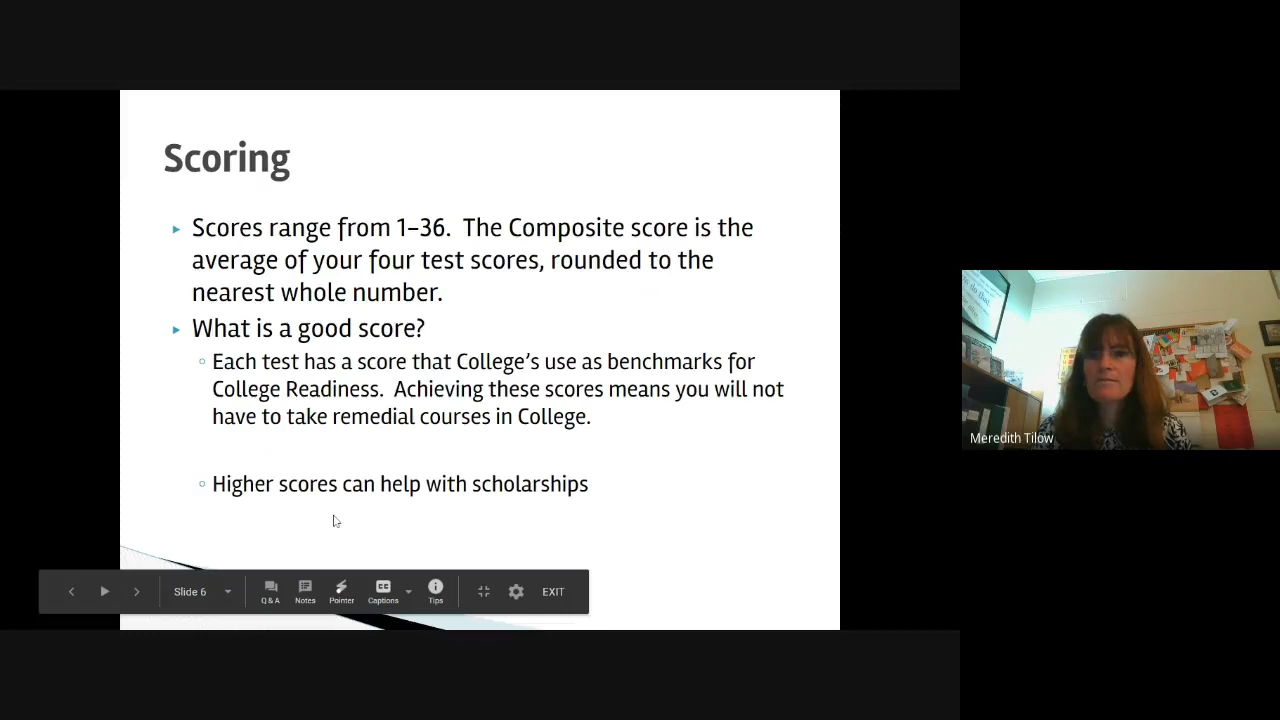 Scoring
Scores range from 1–36. The Composite score is the
average of your four test scores, rounded to the
nearest whole number.
What is a good score?
Each test has a score that College's use as benchmarks for
College Readiness. Achieving these scores means you will not
have to take remedial courses in College.
Higher scores can help with scholarships
Slide 6
Q & A
Notes
Pointer
CC
Captions
Tips
EXIT
do that.
Meredith Tilow